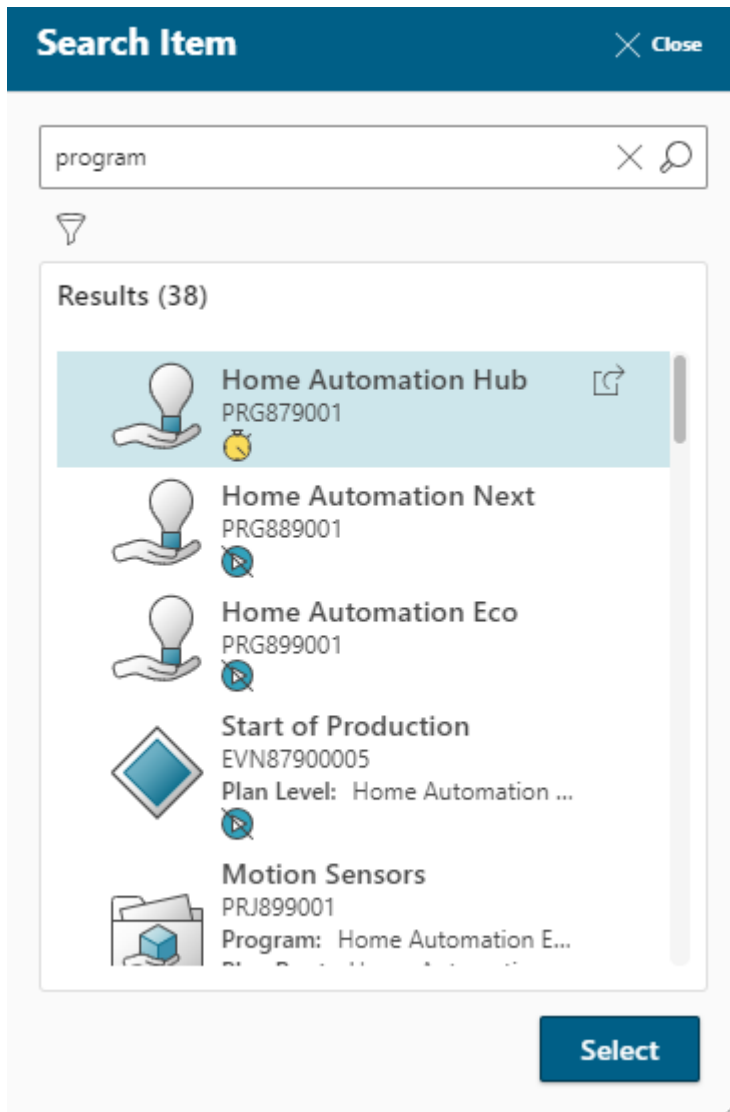 Search Item
Close
program
Results (38)
Home Automation Hub
PRG879001
Home Automation Next
PRG889001
Home Automation Eco
PRG899001
Start of Production
EVN87900005
Plan Level: Home Automation ...
Motion Sensors
PRJ899001
Program: Home Automation E...
Select